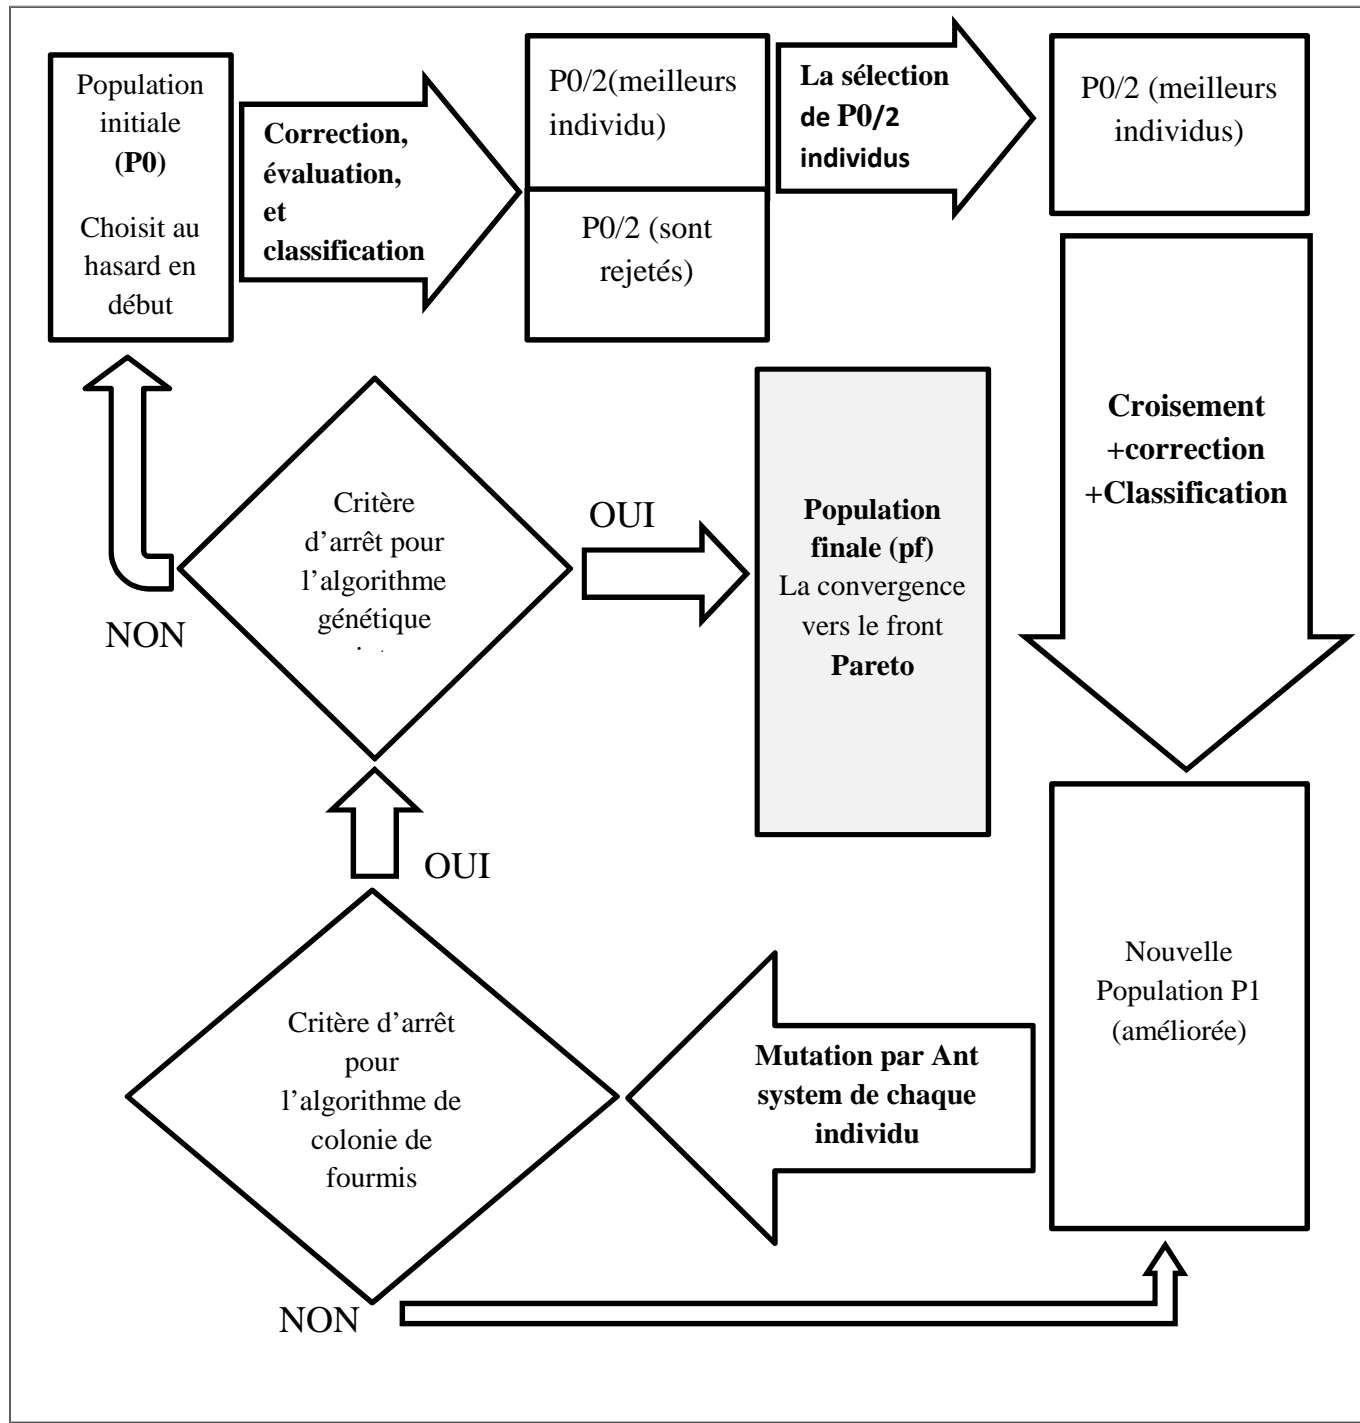 Population
initiale
(P0)
Choisit au
hasard en
début
Correction,
évaluation,
et
classification
P0/2(meilleurs
individu)
P0/2 (sont
rejetés)
La sélection
de P0/2
individus
P0/2 (meilleurs
individus)
Croisement
+correction
+Classification
Critère
d’arrêt pour
l’algorithme
génétique
OUI
NON
Population
finale (pf)
La convergence
vers le front
Pareto
OUI
Nouvelle
Population P1
(améliorée)
Mutation par Ant
system de chaque
individu
Critère d’arrêt
pour
l’algorithme de
colonie de
fourmis
NON